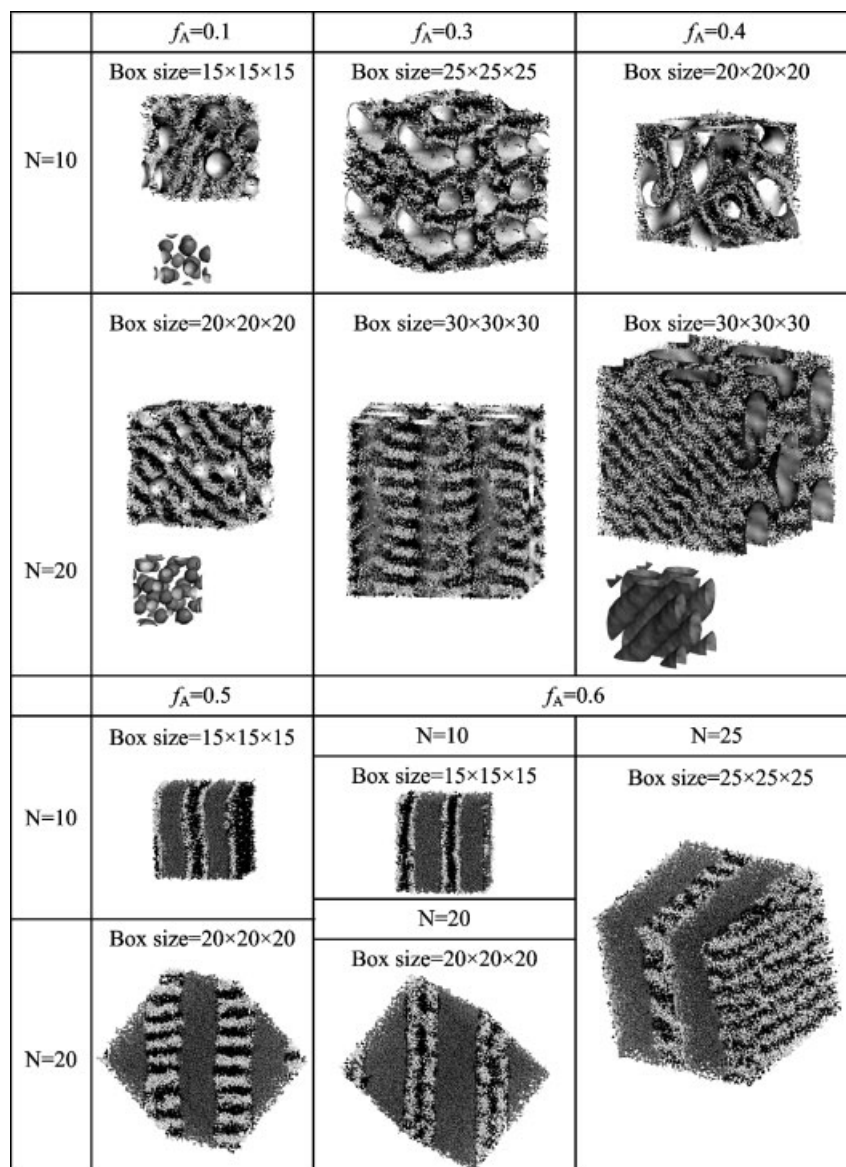 fA=0.1 fA=0.3 fA=0.4
N=10
Box size=15×15×15 Box size=25×25×25 Box size=20×20×20
N=20
Box size=20×20×20 Box size=30×30×30 Box size=30×30×30
fA=0.5 fA=0.6
N=10
Box size=15×15×15
N=10 N=25
Box size=15×15×15 Box size=25×25×25
N=20
N=20
Box size=20×20×20 Box size=20×20×20